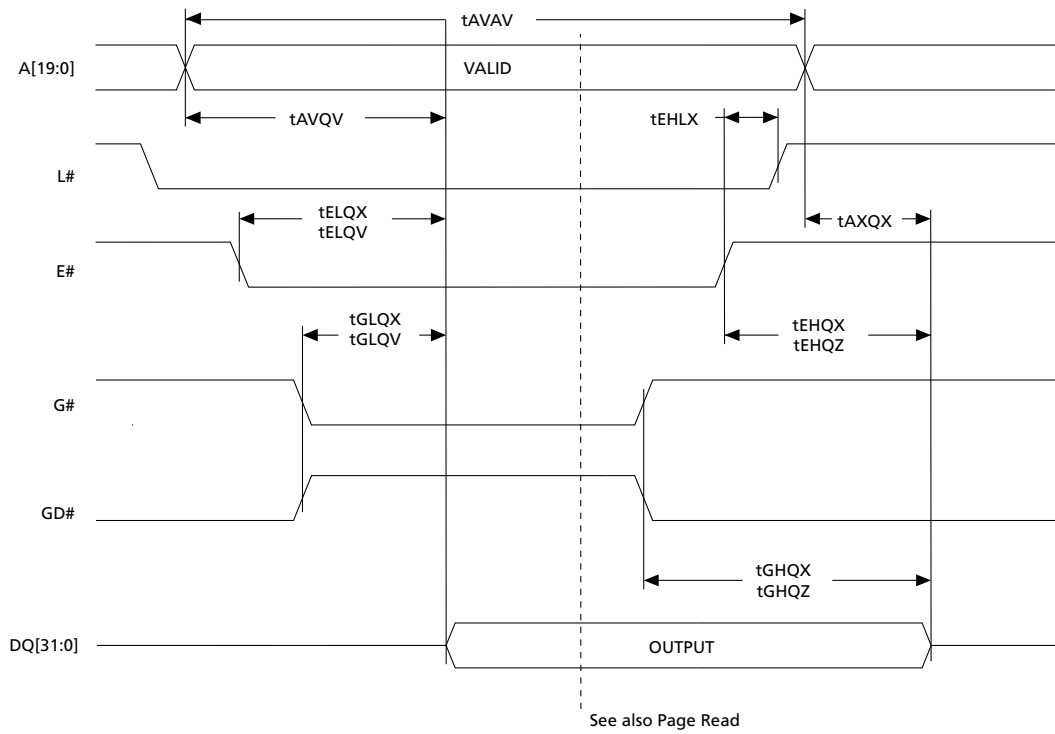 tAVAV
A[19:0]
VALID
tAVQV
tEHLX
L#
tELQX
tELQV
tAXQX
E#
tGLQX
tGLQV
tEHQX
tEHQZ
G#
GD#
tGHQX
tGHQZ
DQ[31:0]
OUTPUT
See also Page Read